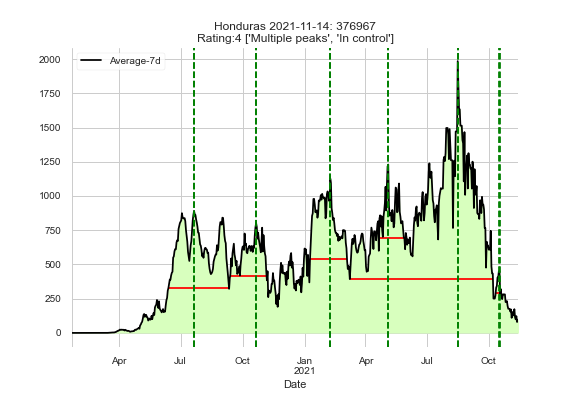 Honduras 2021-11-14: 376967
Rating:4 ['Multiple peaks', 'In control']
Average-7d
2000
1750
1500
1250
1000
750
500
250
0
Apr
Jul
Oct
Jan
2021
Apr
Jul
Oct
Date